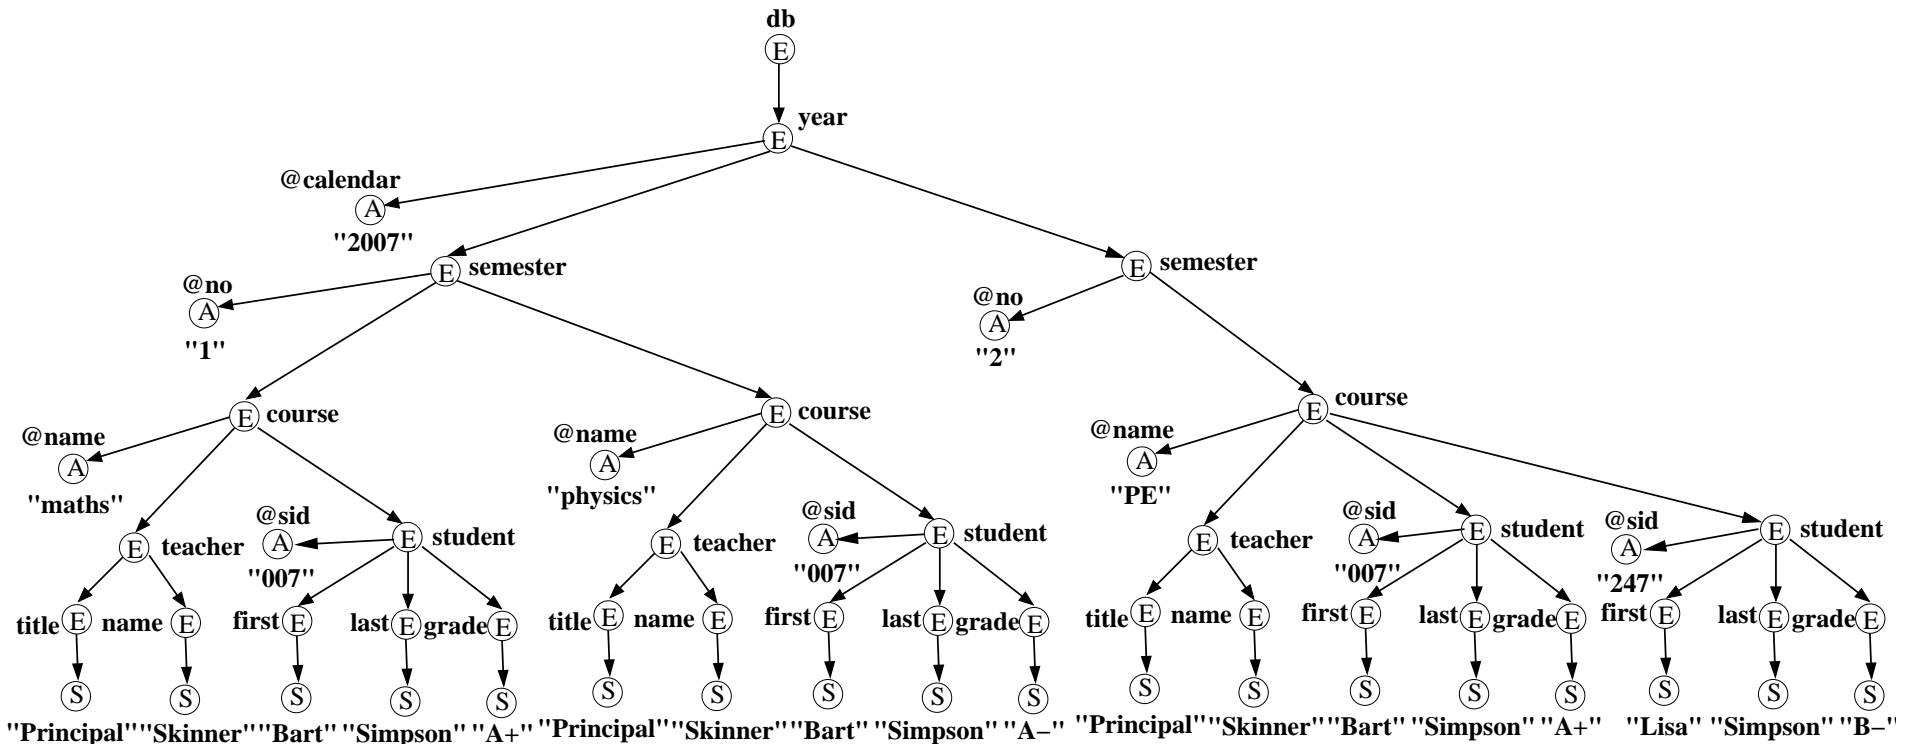 db
E
year
E
@calendar
A
"2007"
E semester
E semester
@no
A
"1"
@no
A
"2"
E course
E course
E course
@name
A
"maths"
@name
A
"physics"
@name
A
"PE"
E teacher
@sid
A
"007"
E student
E teacher
@sid
A
"007"
E student
E teacher
@sid
A
"007"
E student
@sid
A
"247"
E student
title E name E first E last E grade E title E name E first E last E grade E title E name E first E last E grade E first E last E grade E
S S S S S S S S S S S S S S S S S S
"Principal" "Skinner" "Bart" "Simpson" "A+" "Principal" "Skinner" "Bart" "Simpson" "A−" "Principal" "Skinner" "Bart" "Simpson" "A+" "Lisa" "Simpson" "B−"